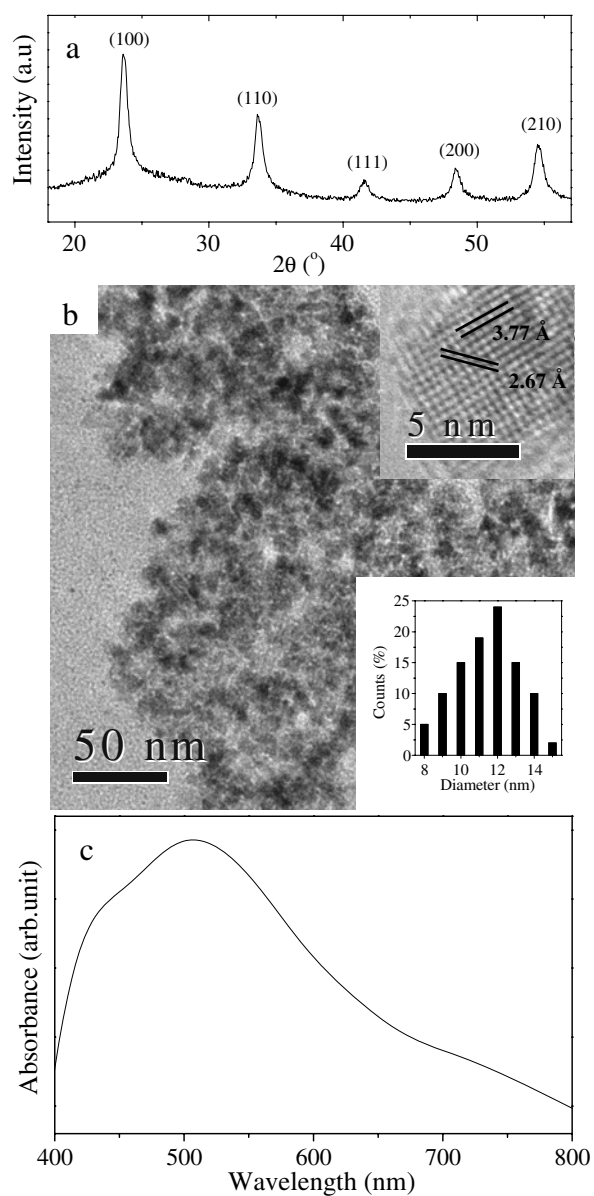 a
(100)
(110)
(111)
(200)
(210)
Intensity (a.u)
20
30
40
50
2θ (°)
b
3.77 Å
2.67 Å
5 nm
50 nm
Counts (%)
25
20
15
10
5
0
8
10
12
14
Diameter (nm)
c
Absorbance (arb.unit)
400
500
600
700
800
Wavelength (nm)